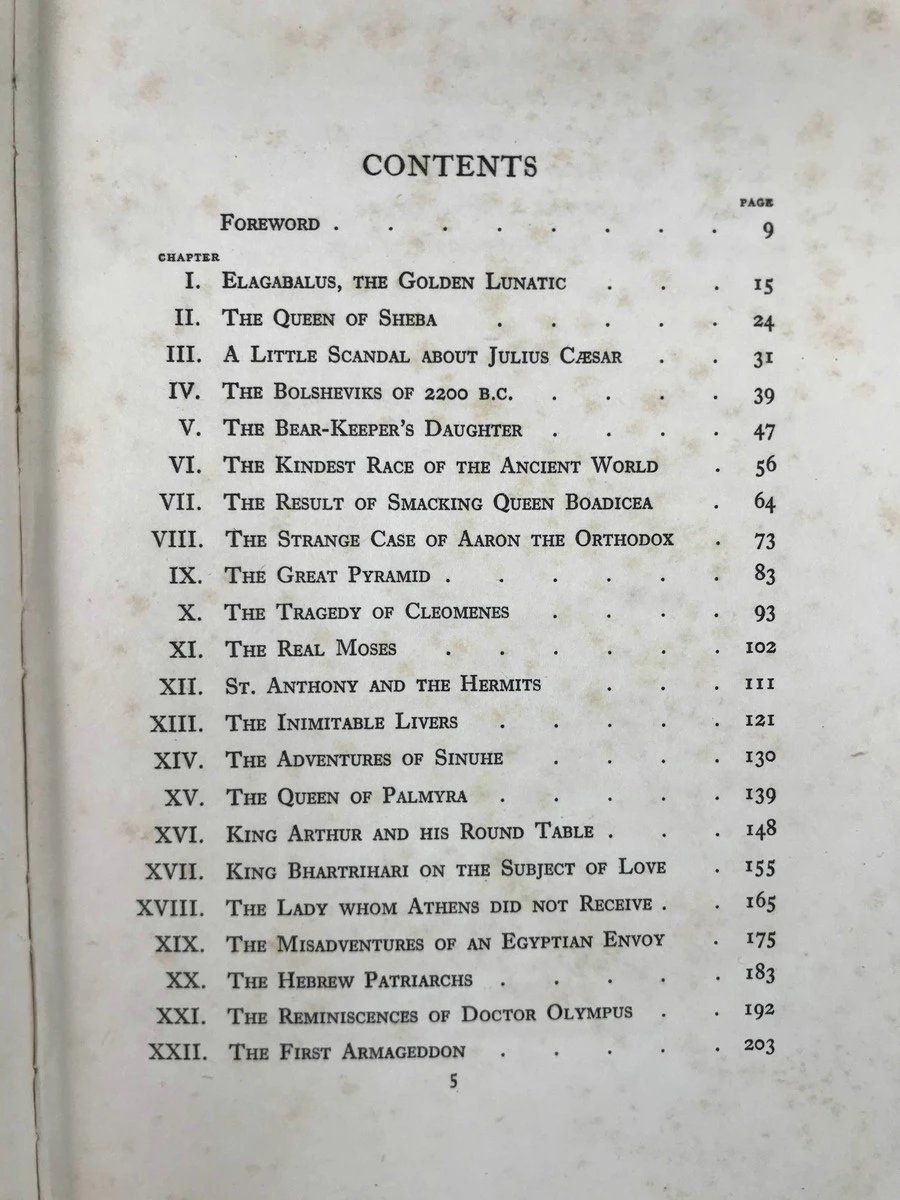 CONTENTS
PAGE
FOREWORD . . . . . . . . 9
CHAPTER
I. ELAGABALUS, THE GOLDEN LUNATIC . . . 15
II. THE QUEEN OF SHEBA . . . . . 24
III. A LITTLE SCANDAL ABOUT JULIUS CÆSAR . . 31
IV. THE BOLSHEVIKS OF 2200 B.C. . . . . 39
V. THE BEAR-KEEPER'S DAUGHTER . . . . 47
VI. THE KINDEST RACE OF THE ANCIENT WORLD . 56
VII. THE RESULT OF SMACKING QUEEN BOADICEA . 64
VIII. THE STRANGE CASE OF AARON THE ORTHODOX . 73
IX. THE GREAT PYRAMID . . . . . . 83
X. THE TRAGEDY OF CLEOMENES . . . . 93
XI. THE REAL MOSES . . . . . . 102
XII. ST. ANTHONY AND THE HERMITS . . . 111
XIII. THE INIMITABLE LIVERS . . . . . 121
XIV. THE ADVENTURES OF SINUHE . . . . 130
XV. THE QUEEN OF PALMYRA . . . . . 139
XVI. KING ARTHUR AND HIS ROUND TABLE . . . 148
XVII. KING BHARTRIHARI ON THE SUBJECT OF LOVE . 155
XVIII. THE LADY WHOM ATHENS DID NOT RECEIVE . . 165
XIX. THE MISADVENTURES OF AN EGYPTIAN ENVOY . 175
XX. THE HEBREW PATRIARCHS . . . . . 183
XXI. THE REMINISCENCES OF DOCTOR OLYMPUS . . 192
XXII. THE FIRST ARMAGEDDON . . . . . 203
5